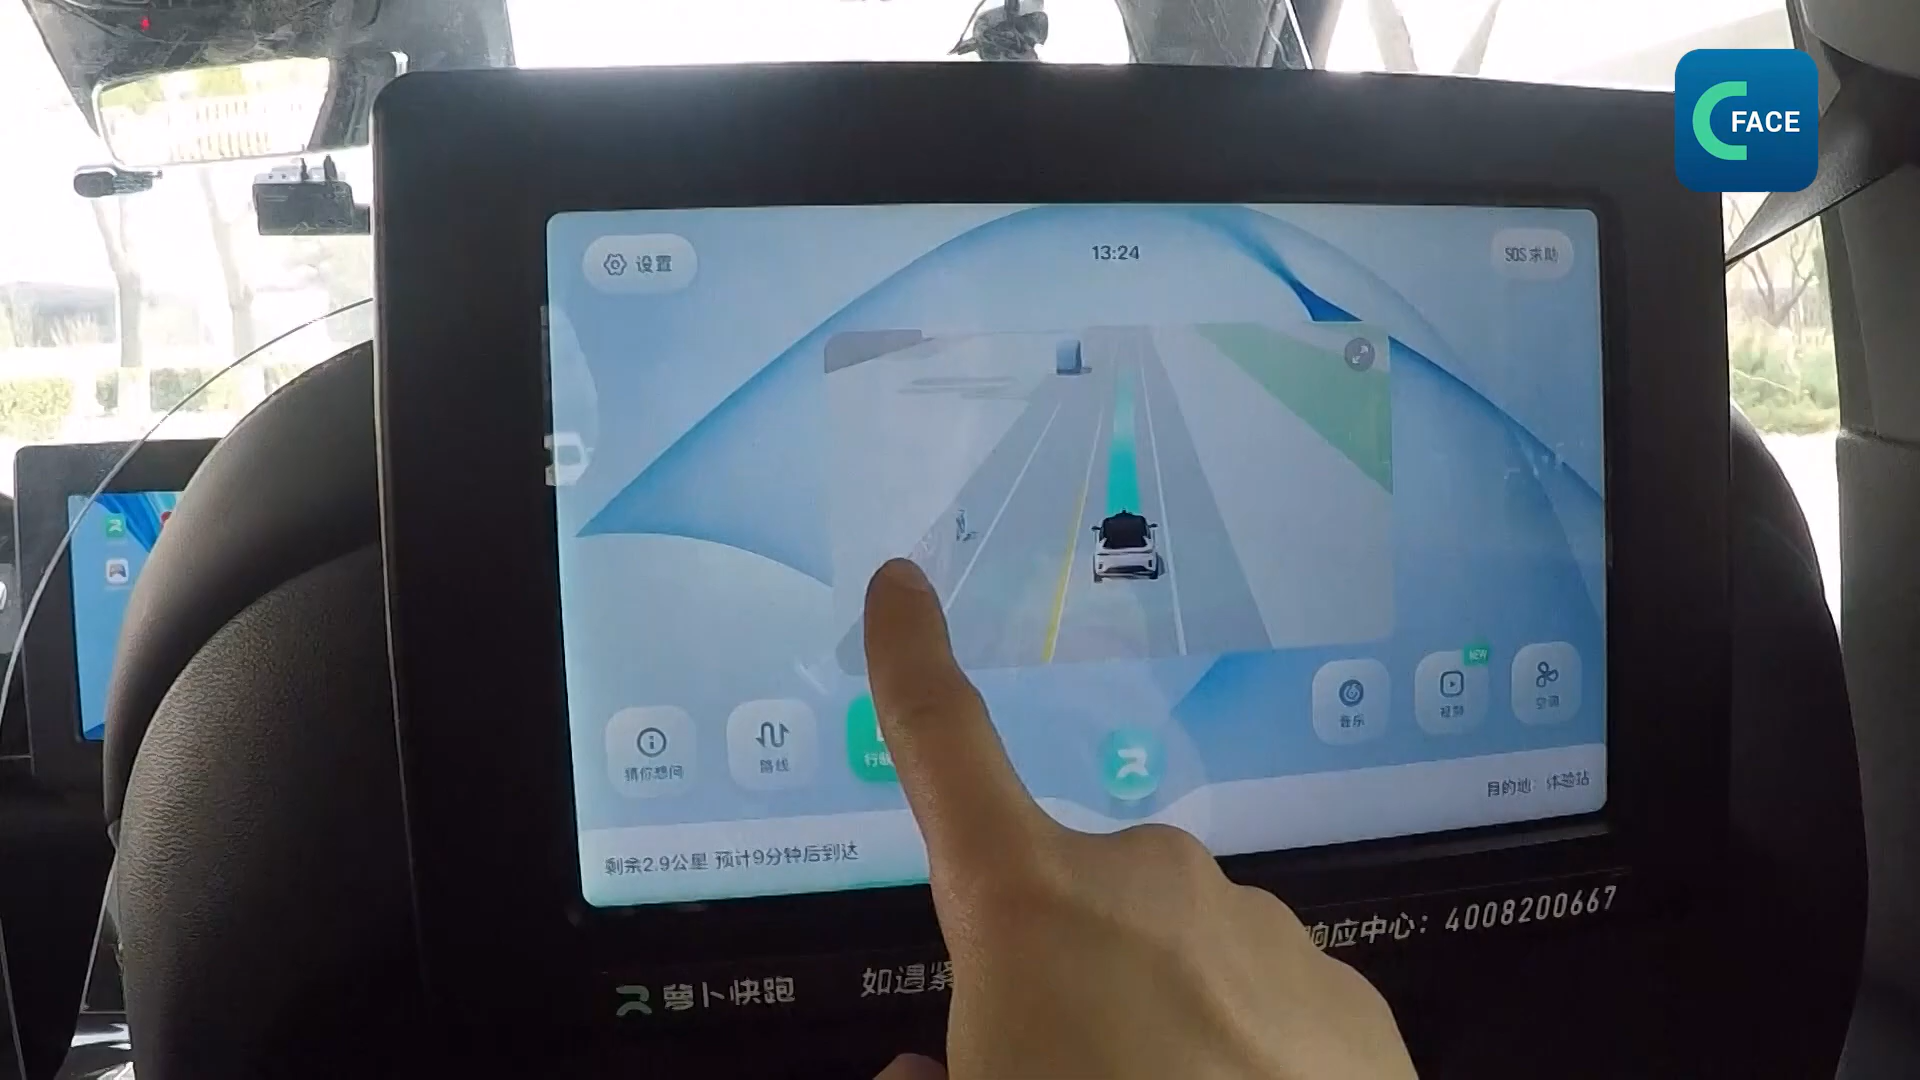 FACE
设置
13:24
SOS求助
NEW
音乐
视频
空调
猜你想问
路线
行
目的地：体验站
剩余2.9公里 预计9分钟后到达
萝卜快跑
如遇紧
响应中心：4008200667